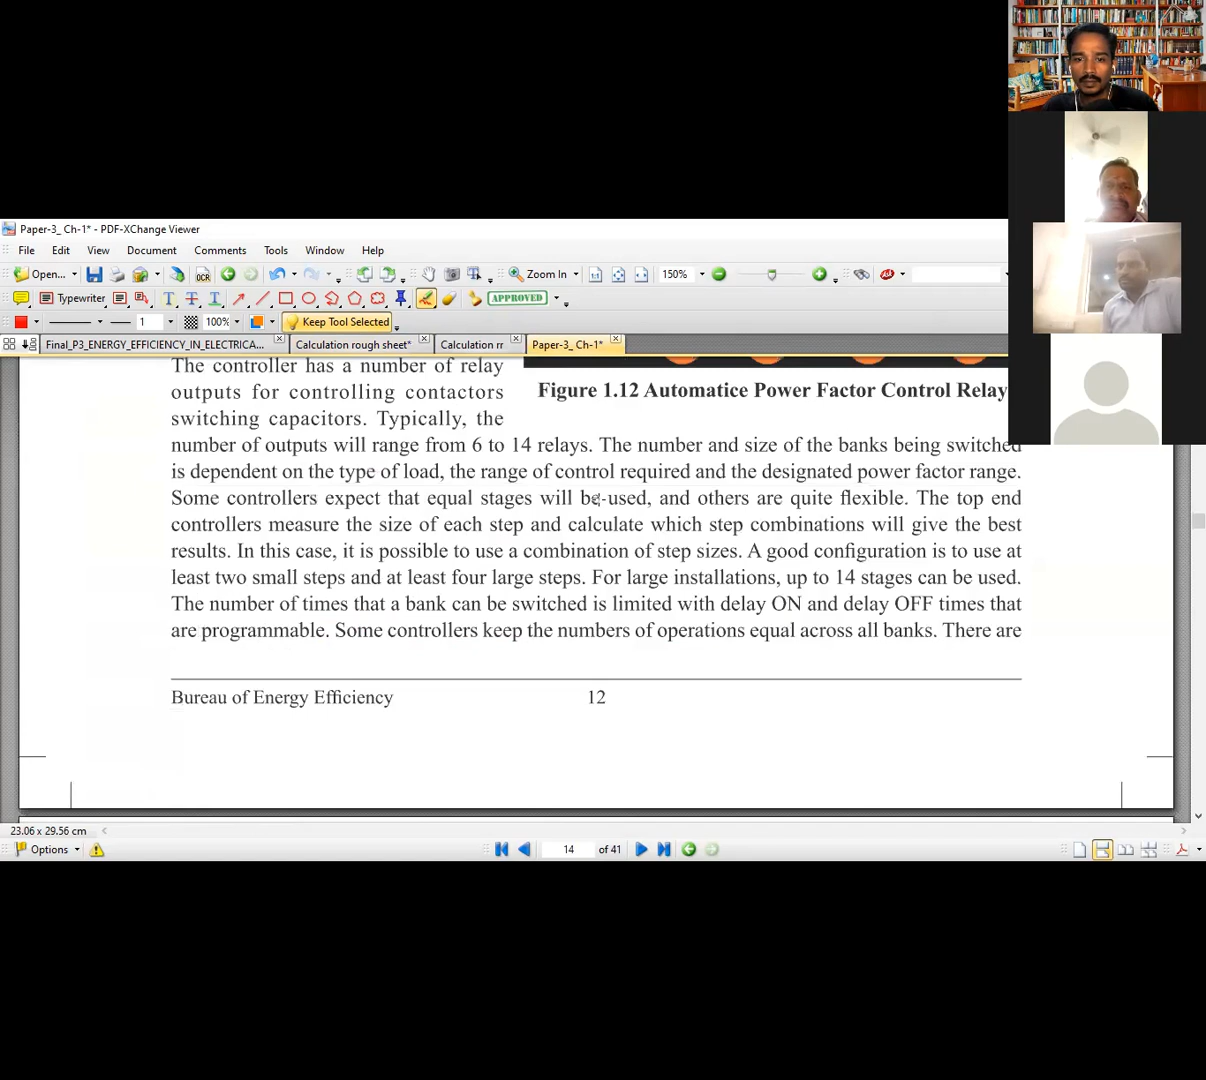 Paper-3_ Ch-1* - PDF-XChange Viewer
File Edit View Document Comments Tools Window Help
Open... OCR Zoom In 150%
Typewriter APPROVED
1 100% Keep Tool Selected
Final_P3_ENERGY_EFFICIENCY_IN_ELECTRICA... Calculation rough sheet* Calculation rr Paper-3_ Ch-1*
The controller has a number of relay
outputs for controlling contactors
switching capacitors. Typically, the
Figure 1.12 Automatice Power Factor Control Relay
number of outputs will range from 6 to 14 relays. The number and size of the banks being switched
is dependent on the type of load, the range of control required and the designated power factor range.
Some controllers expect that equal stages will be used, and others are quite flexible. The top end
controllers measure the size of each step and calculate which step combinations will give the best
results. In this case, it is possible to use a combination of step sizes. A good configuration is to use at
least two small steps and at least four large steps. For large installations, up to 14 stages can be used.
The number of times that a bank can be switched is limited with delay ON and delay OFF times that
are programmable. Some controllers keep the numbers of operations equal across all banks. There are
Bureau of Energy Efficiency 12
23.06 x 29.56 cm
Options 14 of 41